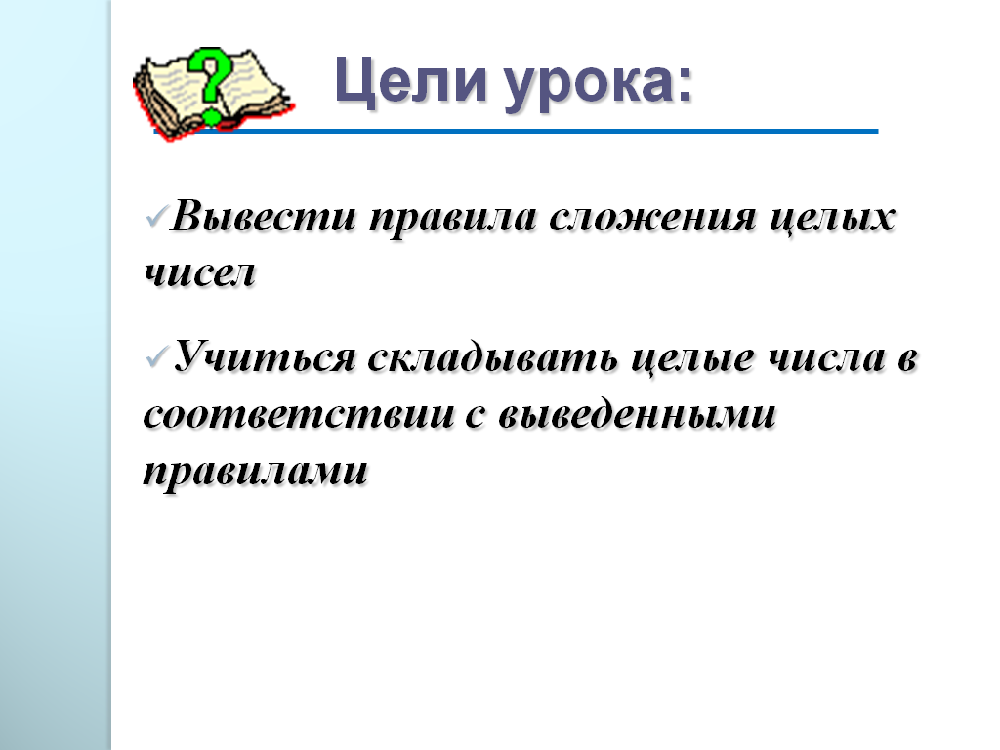 Цели урока:
✓Вывести правила сложения целых
чисел
✓Учиться складывать целые числа в
соответствии с выведенными
правилами